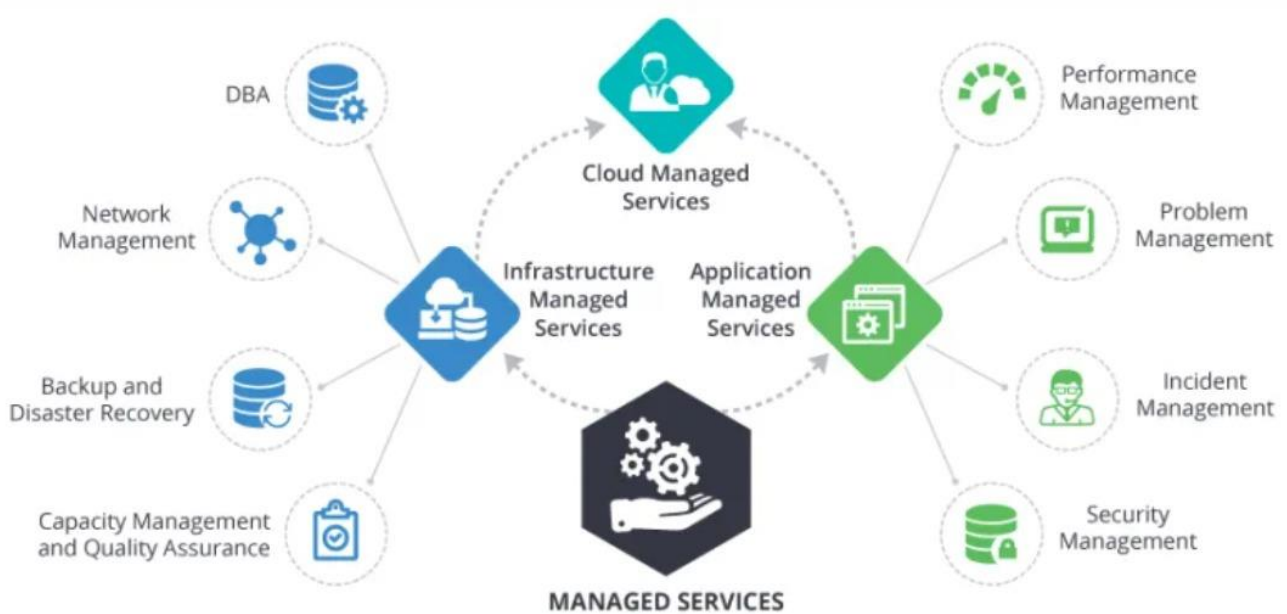 DBA
Network
Management
Backup and
Disaster Recovery
Capacity Management
and Quality Assurance
Cloud Managed
Services
Infrastructure
Managed
Services
Application
Managed
Services
MANAGED SERVICES
Performance
Management
Problem
Management
Incident
Management
Security
Management